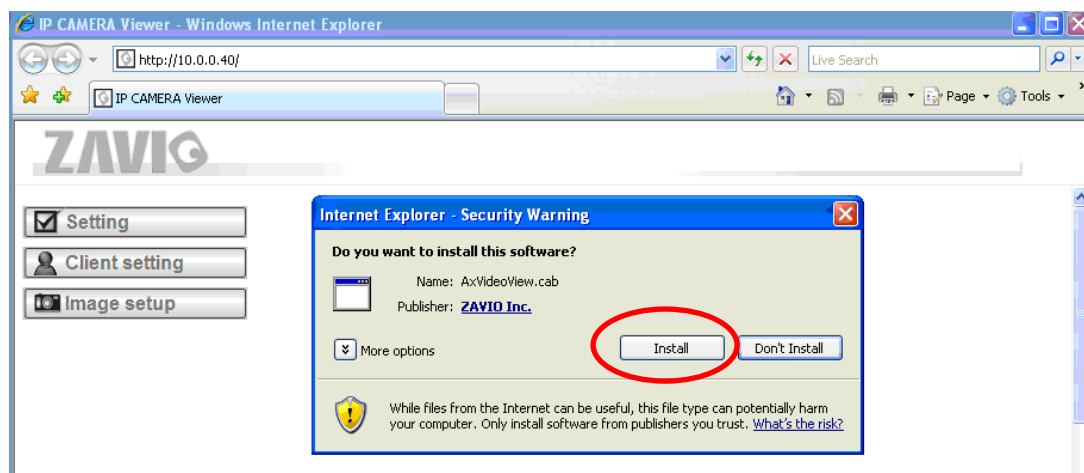 IP CAMERA Viewer - Windows Internet Explorer
http://10.0.0.40/
Live Search
IP CAMERA Viewer
Page
Tools
ZAVIO
Setting
Client setting
Image setup
Internet Explorer - Security Warning
Do you want to install this software?
Name: AxVideoView.cab
Publisher: ZAVIO Inc.
More options
Install
Don't Install
While files from the Internet can be useful, this file type can potentially harm
your computer. Only install software from publishers you trust. What's the risk?